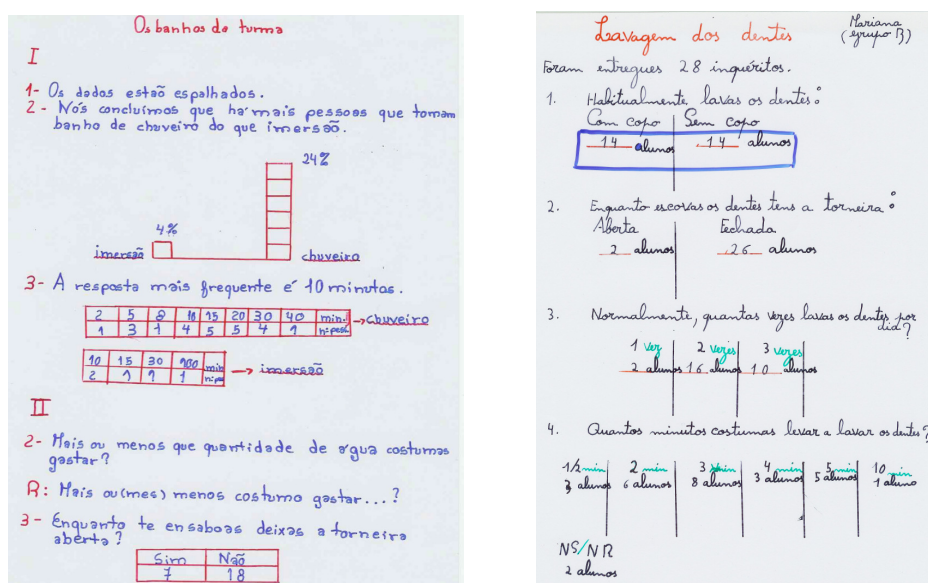 Os banhos da turma
I
1- Os dados estaõ espalhados.
2- Nós concluímos que há mais pessoas que tomam
banho de chuveiro do que imersaõ.
24%
4%
imersaõ
chuveiro
3- A resposta mais frequente é 10 minutos.
2 5 8 10 15 20 30 40 min.
1 3 1 4 5 5 4 1
→ chuveiro
10 15 30 100 min
2 1 1 1
→ imersaõ
II
2- Mais ou menos que quantidade de água costumas
gastar?
R: Mais ou (mes) menos costumo gastar...?
3- Enquanto te ensaboas deixas a torneira
aberta?
Sim Não
7 18
Lavagem dos dentes
Mariana
(grupo B)
Foram entregues 28 inquéritos.
1. Habitualmente lavas os dentes:
Com copo Sem copo
14 alunos 14 alunos
2. Enquanto escovas os dentes tens a torneira:
Aberta Fechada
2 alunos 26 alunos
3. Normalmente, quantas vezes lavas os dentes por
dia?
1 vez 2 vezes 3 vezes
2 alunos 16 alunos 10 alunos
4. Quantos minutos costumas levar a lavar os dentes?
1/2 min 2 min 3 min 4 min 5 min 10 min
3 alunos 6 alunos 8 alunos 3 alunos 5 alunos 1 aluno
NS/NR
2 alunos